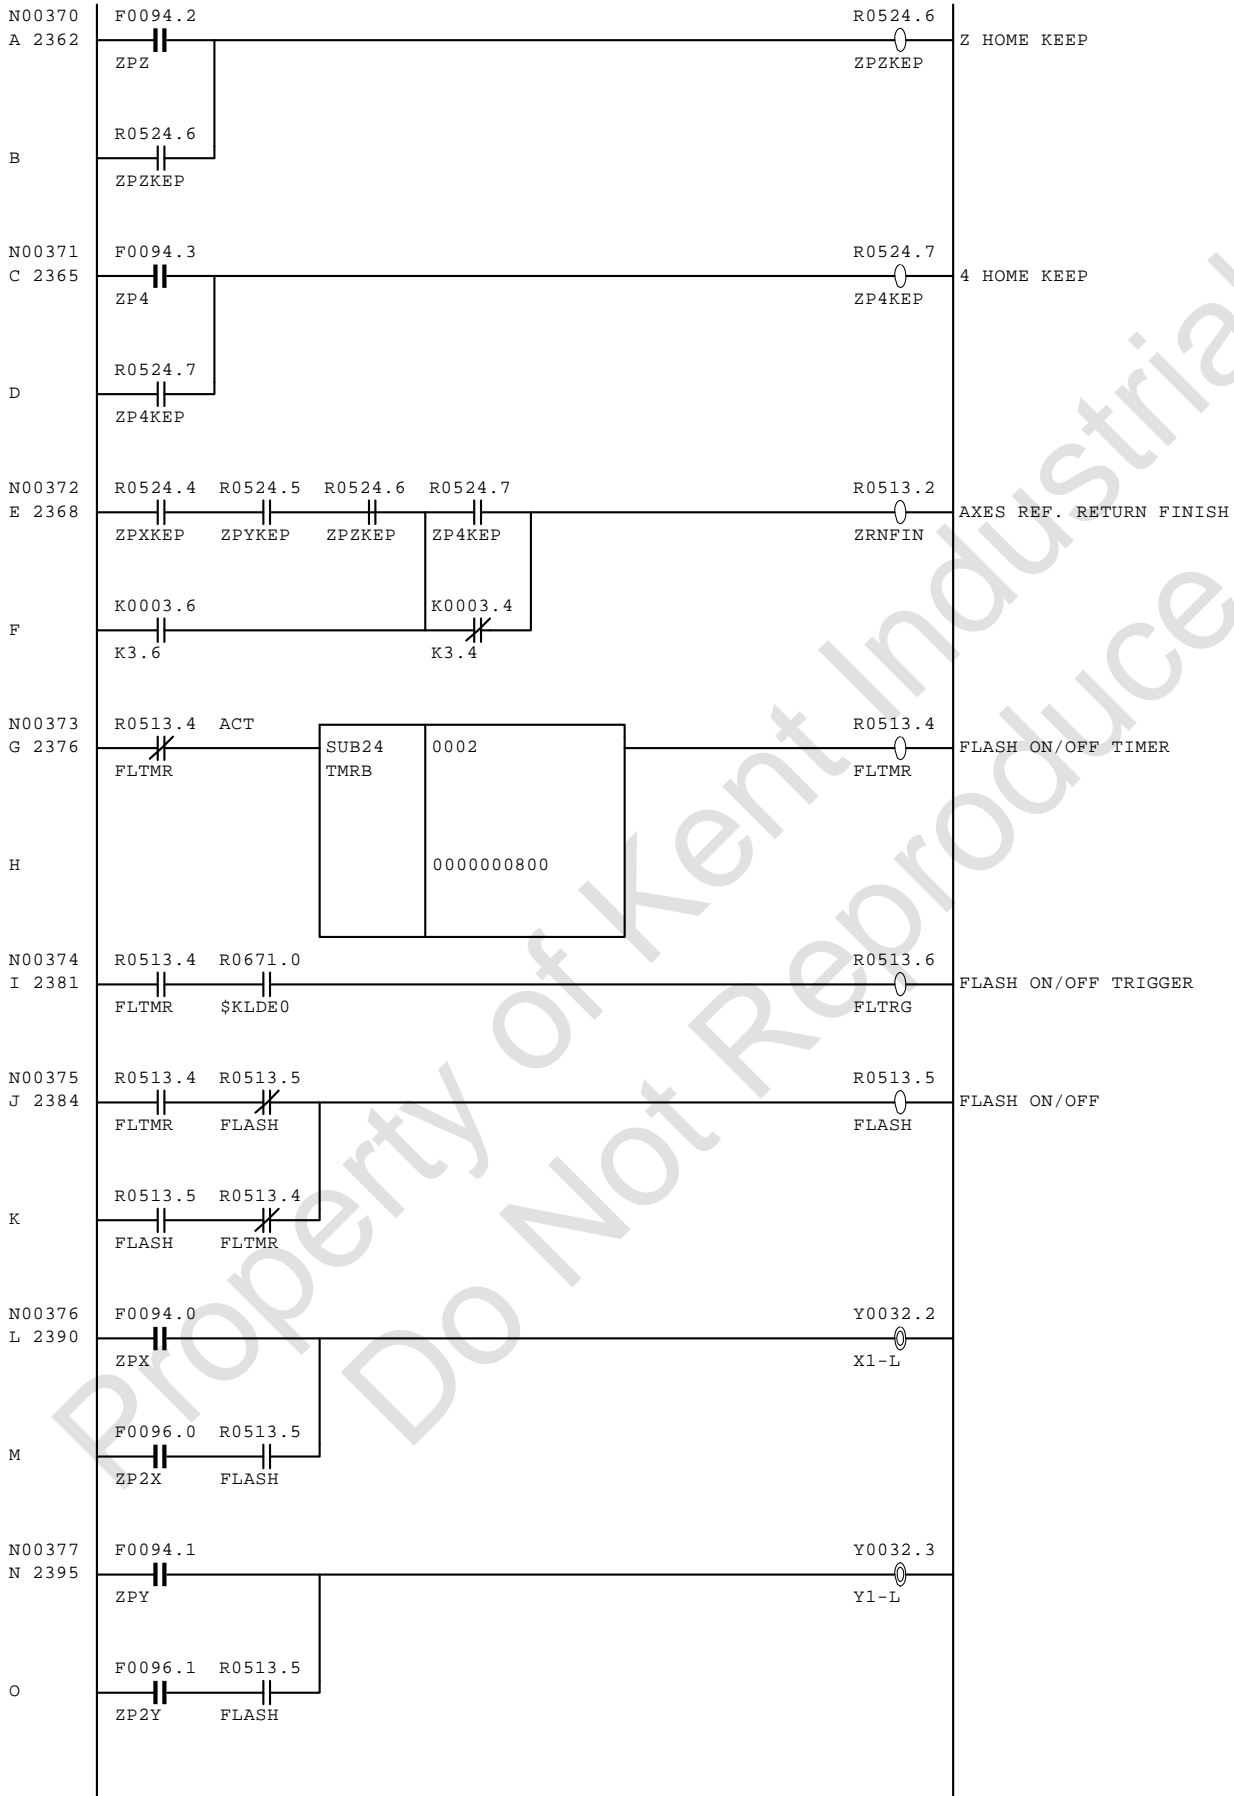 N00370 F0094.2 R0524.6
A 2362 Z HOME KEEP
ZPZ ZPZKEP
R0524.6
B
ZPZKEP
N00371 F0094.3 R0524.7
C 2365 4 HOME KEEP
ZP4 ZP4KEP
R0524.7
D
ZP4KEP
N00372 R0524.4 R0524.5 R0524.6 R0524.7 R0513.2
E 2368 AXES REF. RETURN FINISH
ZPXKEP ZPYKEP ZPZKEP ZP4KEP ZRNFIN
K0003.6 K0003.4
F
K3.6 K3.4
N00373 R0513.4 ACT R0513.4
G 2376 SUB24 0002 FLASH ON/OFF TIMER
FLTMR TMRB FLTMR
H 0000000800
N00374 R0513.4 R0671.0 R0513.6
I 2381 FLASH ON/OFF TRIGGER
FLTMR $KLDE0 FLTRG
N00375 R0513.4 R0513.5 R0513.5
J 2384 FLASH ON/OFF
FLTMR FLASH FLASH
R0513.5 R0513.4
K
FLASH FLTMR
N00376 F0094.0 Y0032.2
L 2390
ZPX X1-L
F0096.0 R0513.5
M
ZP2X FLASH
N00377 F0094.1 Y0032.3
N 2395
ZPY Y1-L
F0096.1 R0513.5
O
ZP2Y FLASH
Property of Kent Industrial
Do Not Reproduce